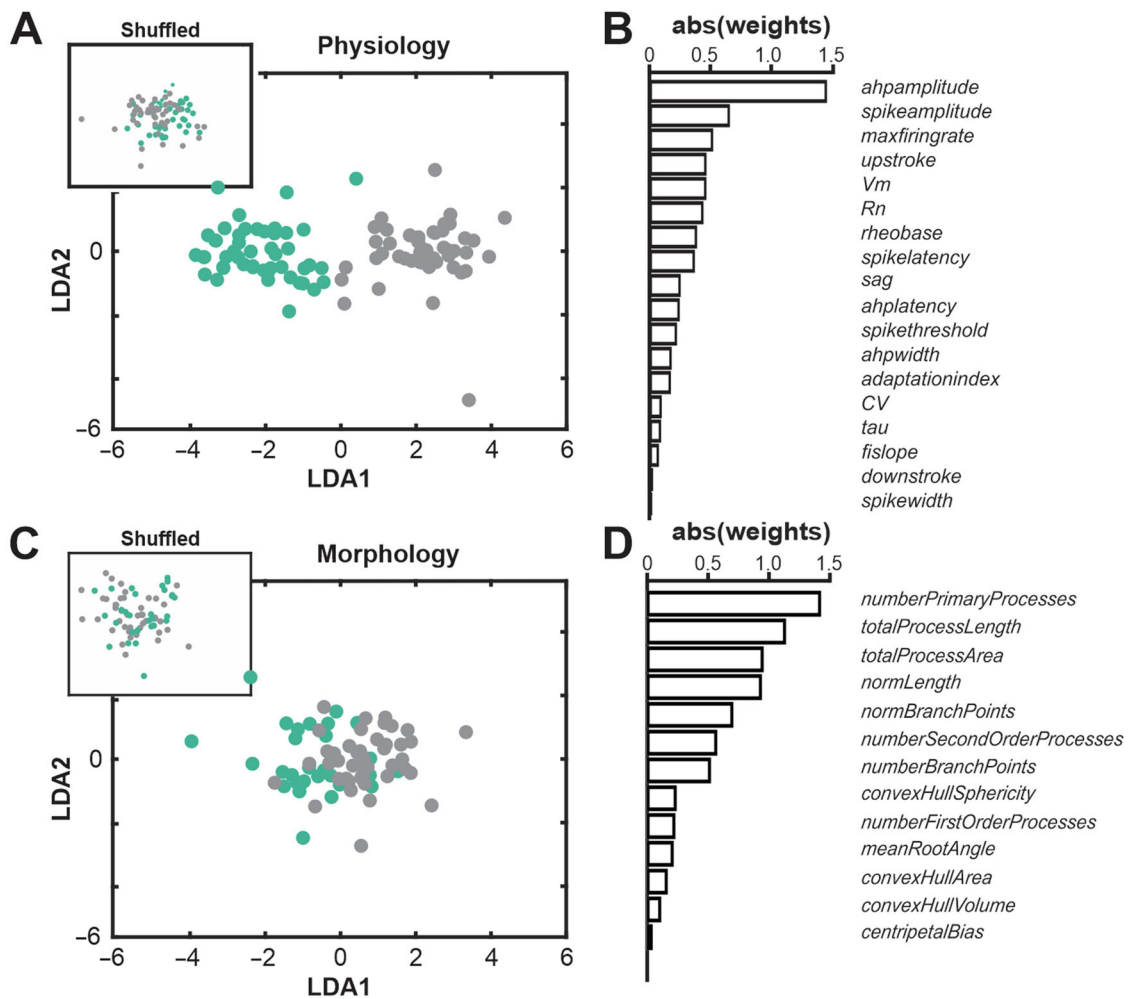 A
Shuffled
Physiology
LDA2
0
−6
−6 −4 −2 0 2 4 6
LDA1
B
abs(weights)
0 0.5 1.0 1.5
ahpamplitude
spikeamplitude
maxfiringrate
upstroke
Vm
Rn
rheobase
spikelatency
sag
ahplatency
spikethreshold
ahpwidth
adaptationindex
CV
tau
fislope
downstroke
spikewidth
C
Shuffled
Morphology
LDA2
0
−6
−6 −4 −2 0 2 4 6
LDA1
D
abs(weights)
0 0.5 1.0 1.5
numberPrimaryProcesses
totalProcessLength
totalProcessArea
normLength
normBranchPoints
numberSecondOrderProcesses
numberBranchPoints
convexHullSphericity
numberFirstOrderProcesses
meanRootAngle
convexHullArea
convexHullVolume
centripetalBias